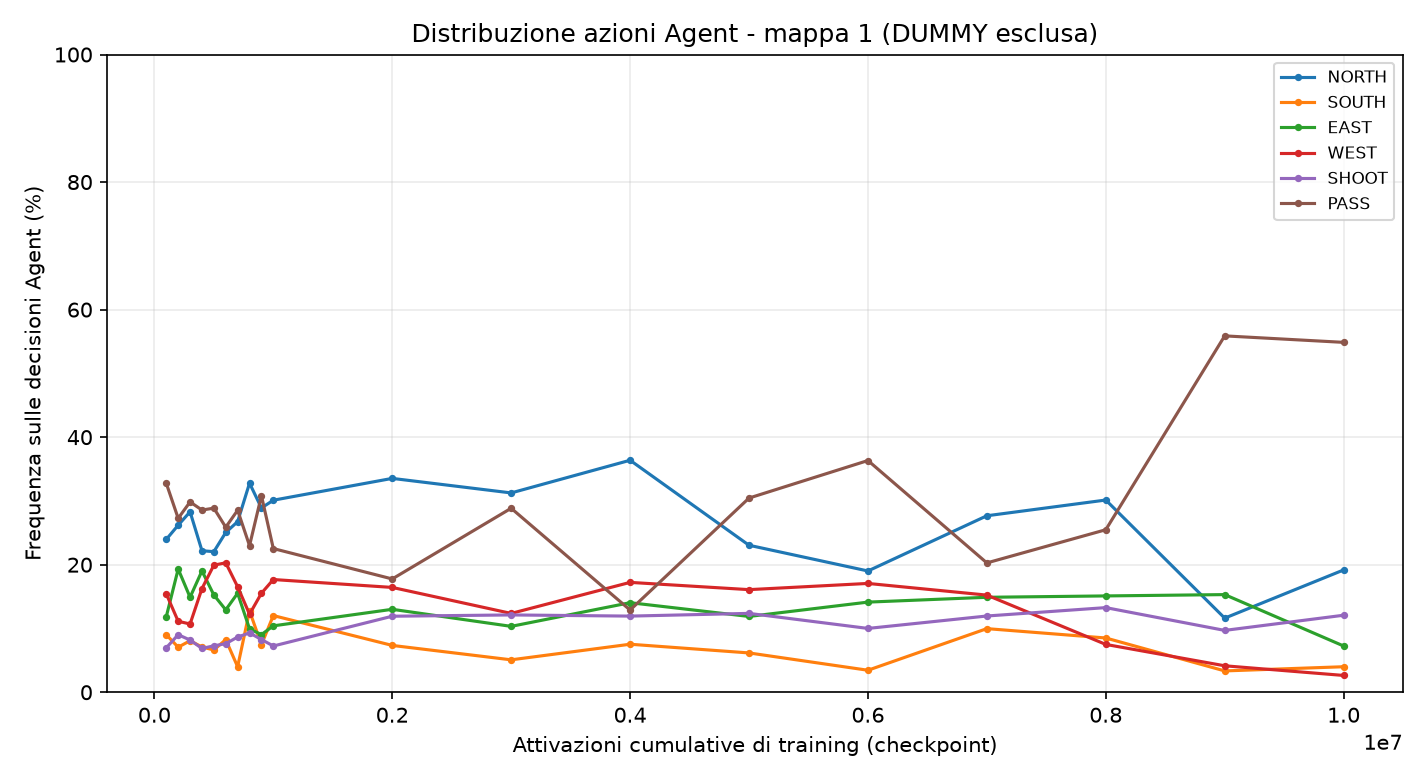 Distribuzione azioni Agent - mappa 1 (DUMMY esclusa)
Frequenza sulle decisioni Agent (%)
100
80
60
40
20
0
NORTH
SOUTH
EAST
WEST
SHOOT
PASS
0.0 0.2 0.4 0.6 0.8 1.0
1e7
Attivazioni cumulative di training (checkpoint)